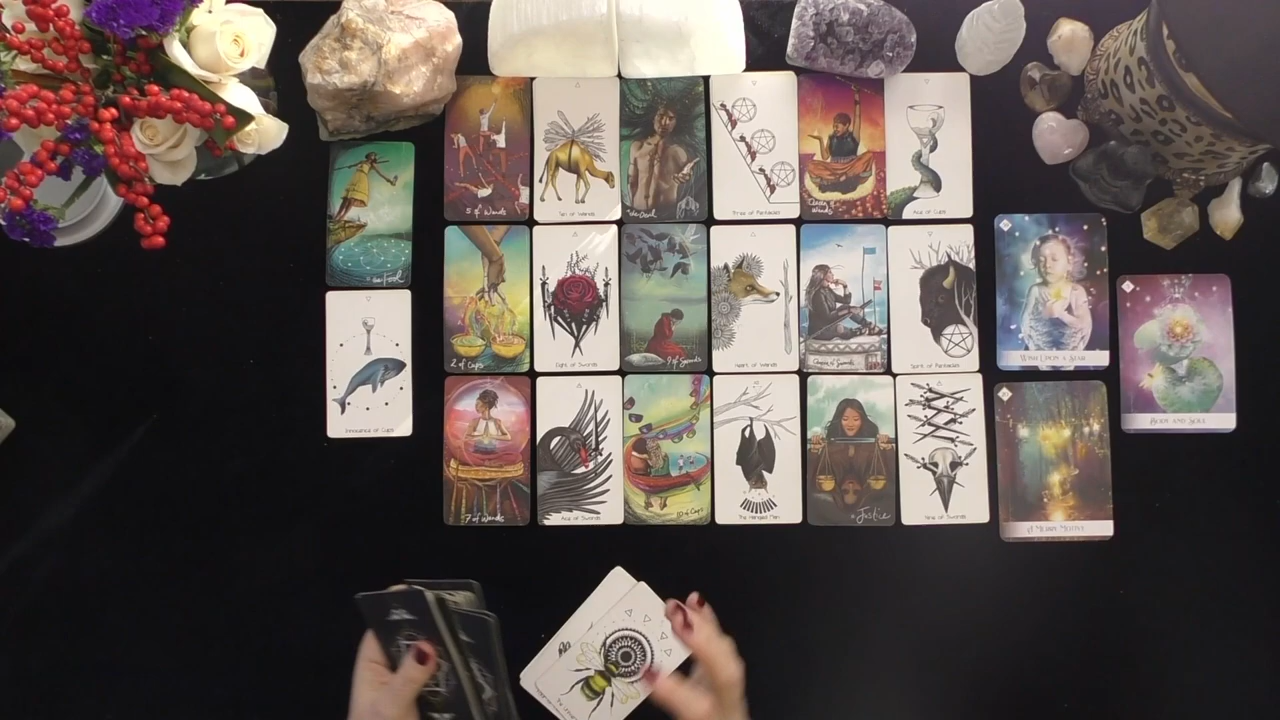 the Fool
Innocence of Cups
5 of Wands
Ten of Wands
the Devil
Three of Pentacles
Queen of Wands
Ace of Cups
2 of Cups
Eight of Swords
9 of Swords
Heart of Wands
Queen of Swords
Spirit of Pentacles
Wish Upon a Star
Body and Soul
7 of Wands
Ace of Swords
10 of Cups
The Hanged Man
Justice
Nine of Swords